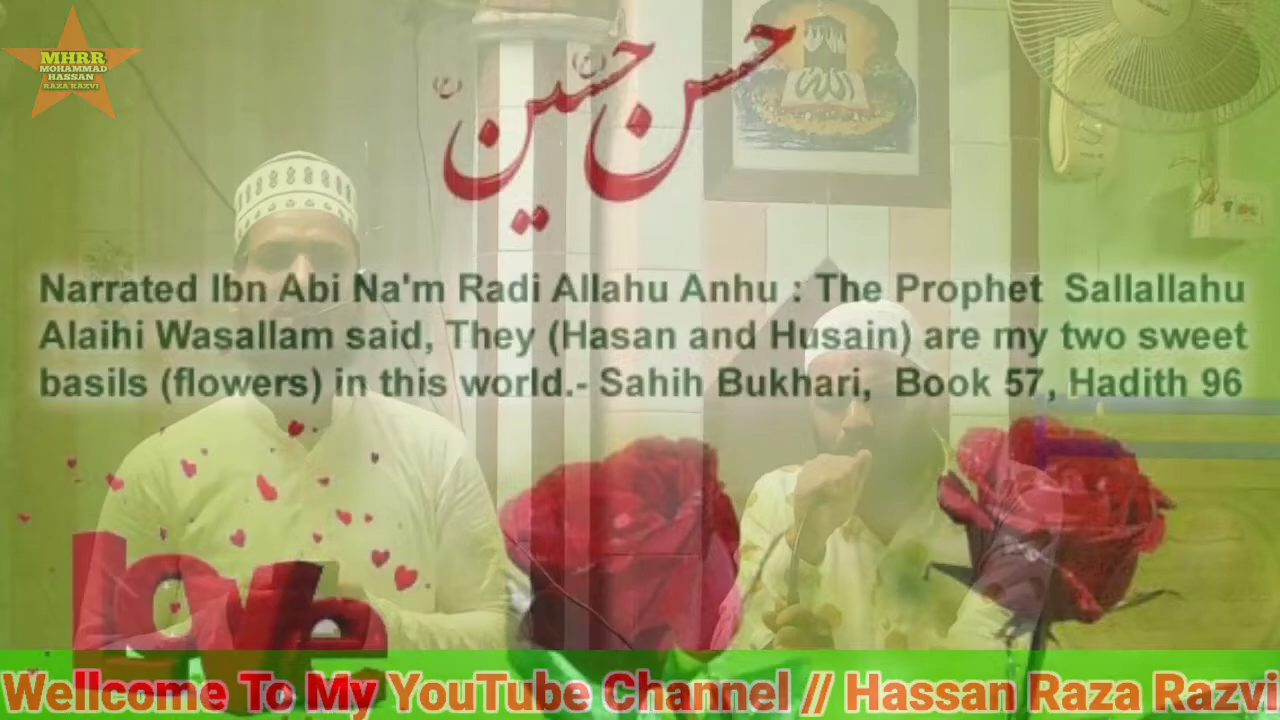 MHRR
MOHAMMAD
HASSAN
RAZA RAZVI
حسن حسین
الله
Narrated Ibn Abi Na'm Radi Allahu Anhu : The Prophet Sallallahu
Alaihi Wasallam said, They (Hasan and Husain) are my two sweet
basils (flowers) in this world.- Sahih Bukhari, Book 57, Hadith 96
love
Wellcome To My YouTube Channel // Hassan Raza Razvi